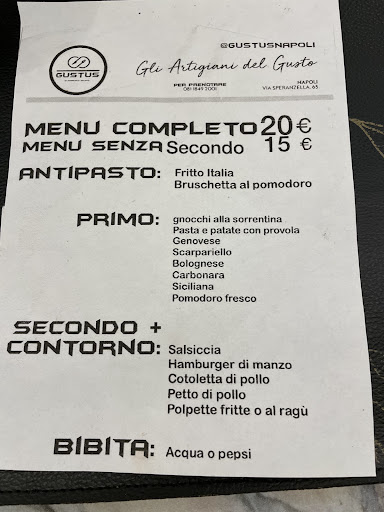 @GUSTUSNAPOLI
GUSTUS
Gli Artigiani del Gusto
PER PRENOTARE
081 1849 2001
NAPOLI
VIA SPERANZELLA, 65
MENU COMPLETO 20€
MENU SENZA Secondo 15 €
ANTIPASTO: Fritto Italia
Bruschetta al pomodoro
PRIMO: gnocchi alla sorrentina
Pasta e patate con provola
Genovese
Scarpariello
Bolognese
Carbonara
Siciliana
Pomodoro fresco
SECONDO +
CONTORNO: Salsiccia
Hamburger di manzo
Cotoletta di pollo
Petto di pollo
Polpette fritte o al ragù
BIBITA: Acqua o pepsi